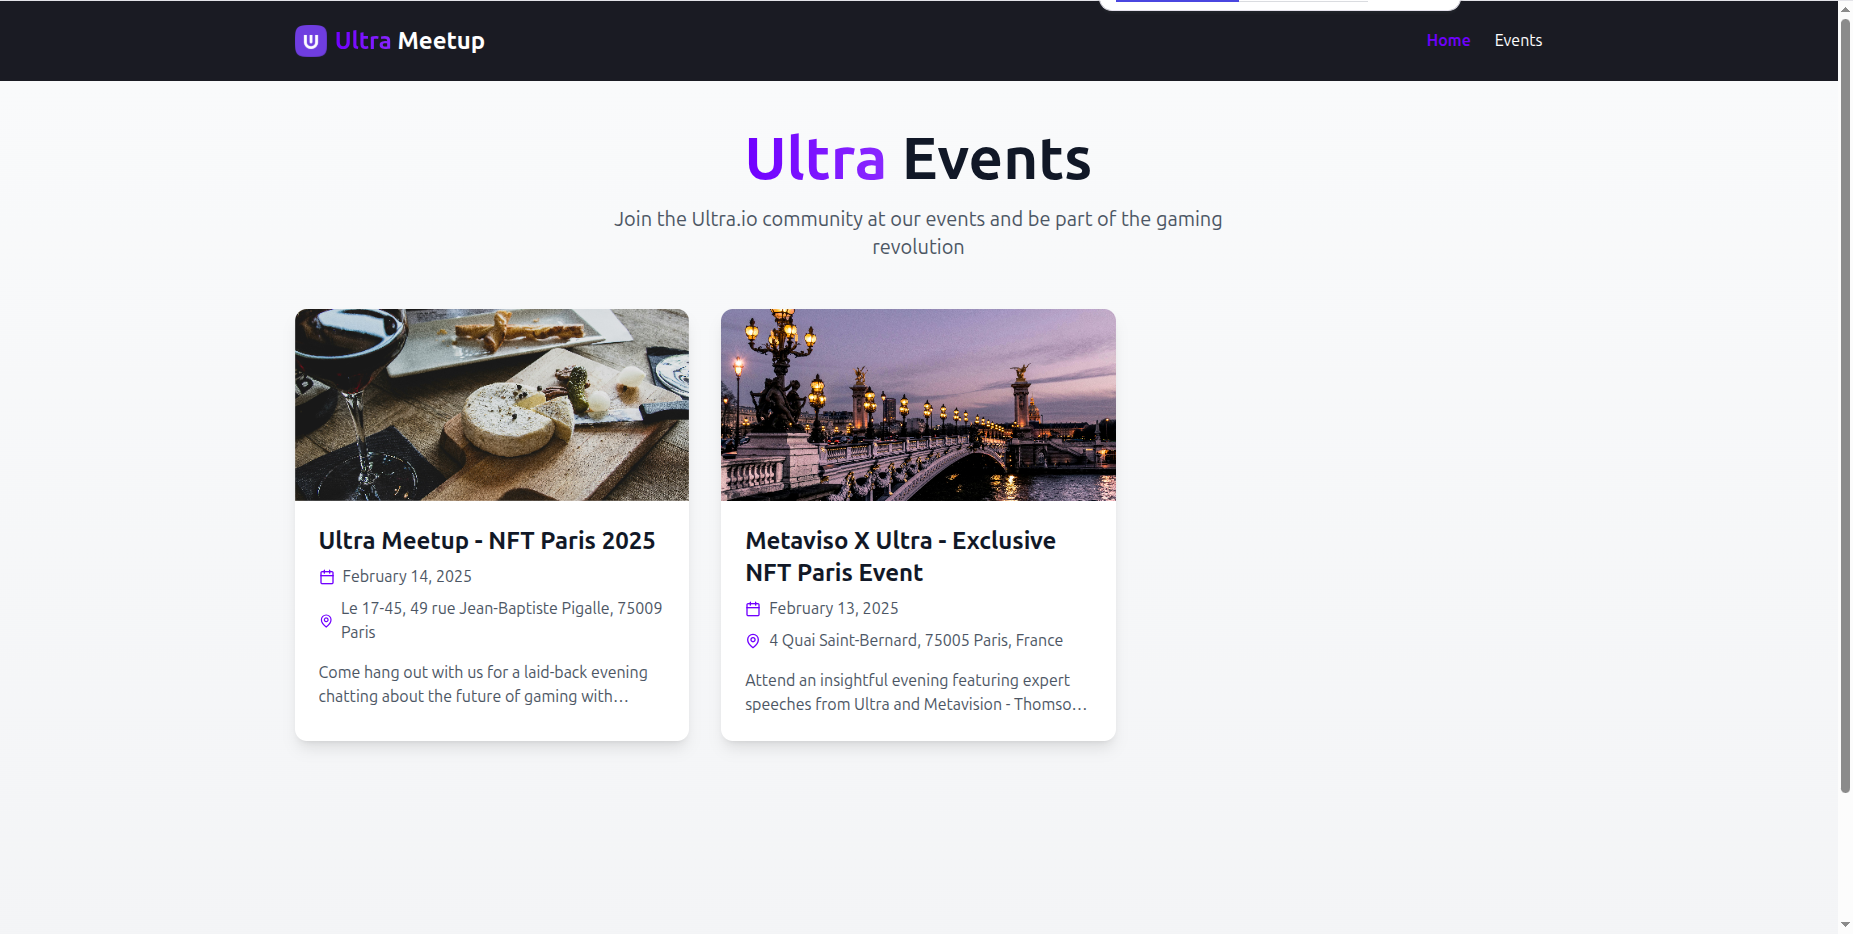 Ultra Meetup
Home
Events
Ultra Events
Join the Ultra.io community at our events and be part of the gaming
revolution
Ultra Meetup - NFT Paris 2025
February 14, 2025
Le 17-45, 49 rue Jean-Baptiste Pigalle, 75009
Paris
Come hang out with us for a laid-back evening
chatting about the future of gaming with…
Metaviso X Ultra - Exclusive
NFT Paris Event
February 13, 2025
4 Quai Saint-Bernard, 75005 Paris, France
Attend an insightful evening featuring expert
speeches from Ultra and Metavision - Thomso…